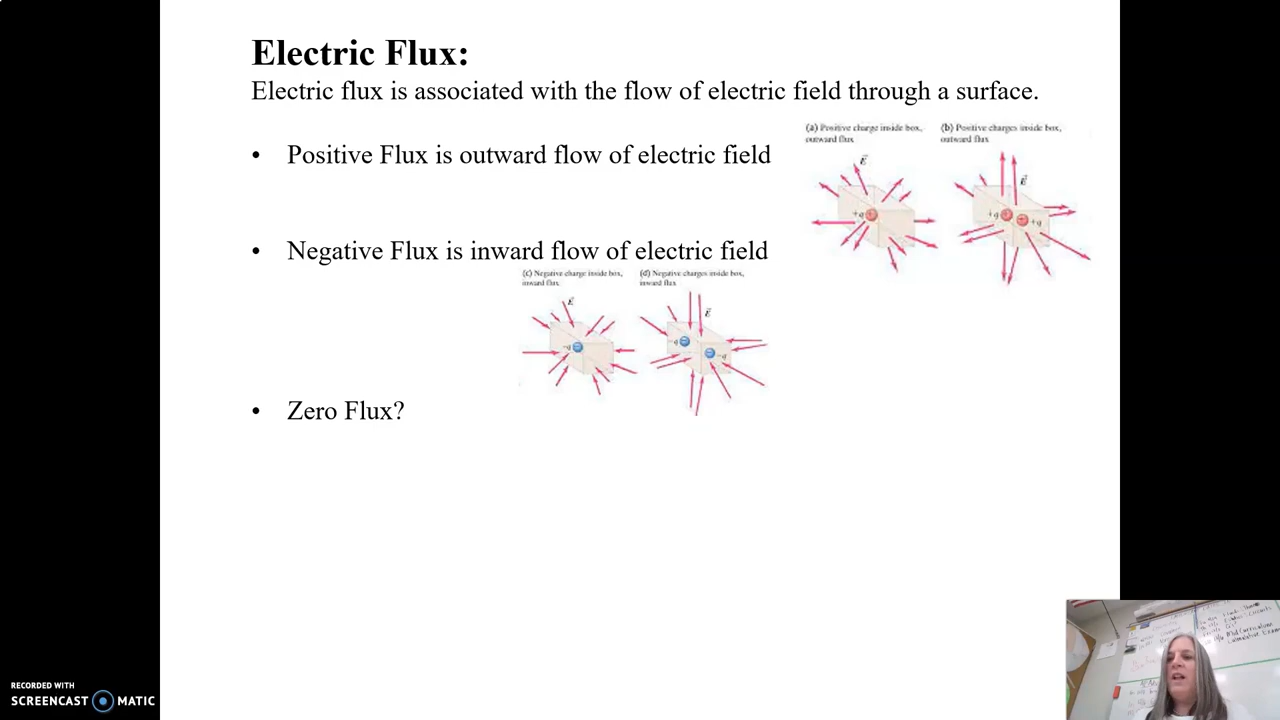 Electric Flux:
Electric flux is associated with the flow of electric field through a surface.
• Positive Flux is outward flow of electric field
(a) Positive charge inside box,
outward flux
E
+q
(b) Positive charges inside box,
outward flux
E
+q
+q
• Negative Flux is inward flow of electric field
(c) Negative charge inside box,
inward flux
E
-q
(d) Negative charges inside box,
inward flux
E
-q
-q
• Zero Flux?
RECORDED WITH
SCREENCAST MATIC